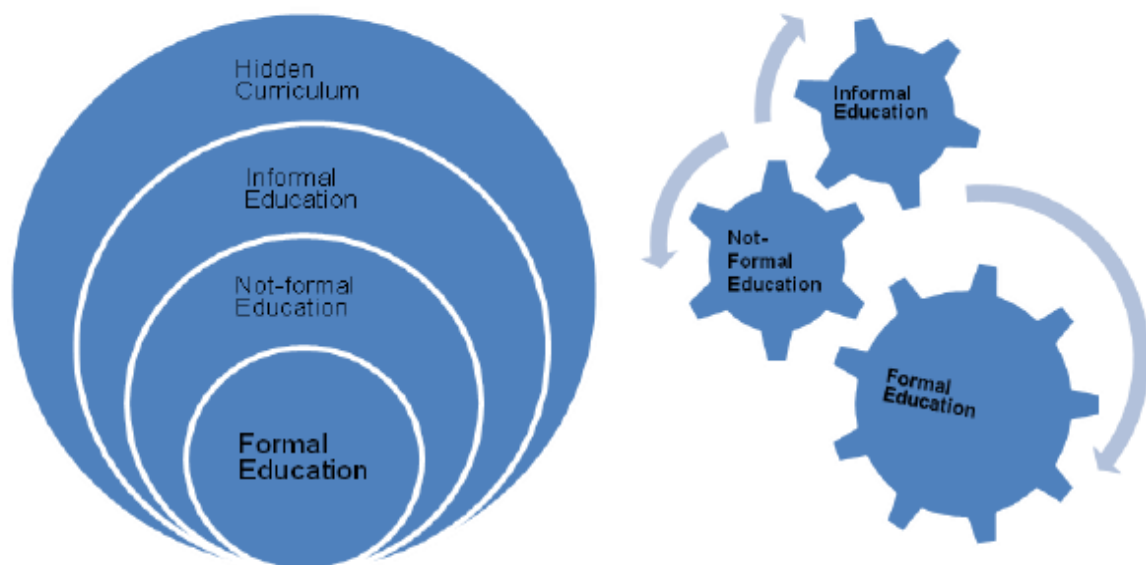 Hidden
Curriculum
Informal
Education
Not-formal
Education
Formal
Education
Informal
Education
Not-
Formal
Education
Formal
Education